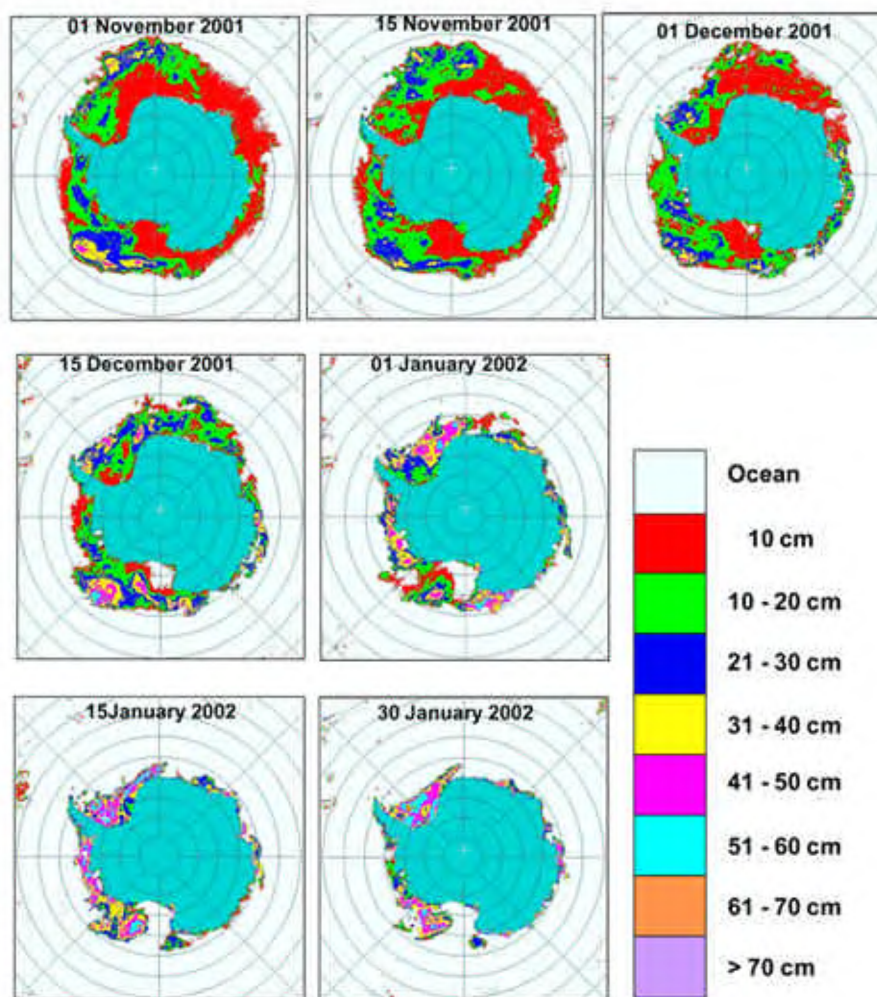 01 November 2001
15 November 2001
01 December 2001
15 December 2001
01 January 2002
15January 2002
30 January 2002
Ocean
10 cm
10 - 20 cm
21 - 30 cm
31 - 40 cm
41 - 50 cm
51 - 60 cm
61 - 70 cm
> 70 cm